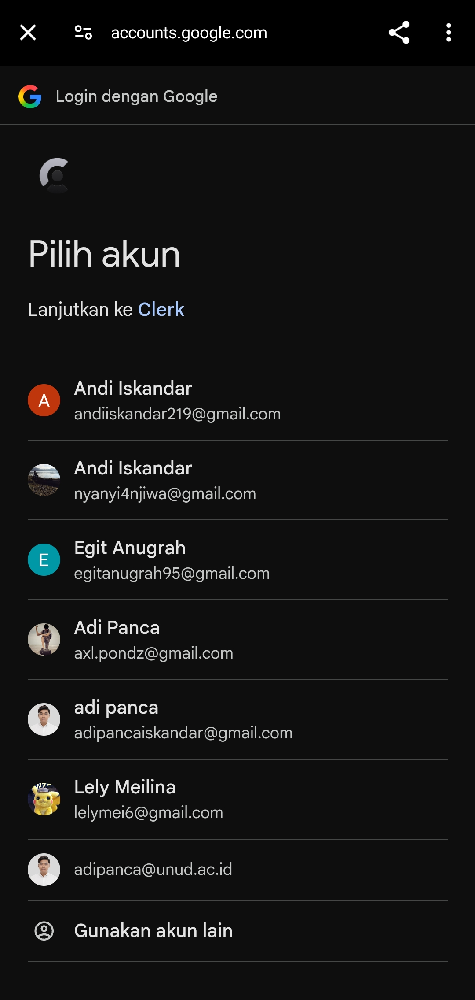 accounts.google.com
Login dengan Google
Pilih akun
Lanjutkan ke Clerk
A
Andi Iskandar
andiiskandar219@gmail.com
Andi Iskandar
nyanyi4njiwa@gmail.com
E
Egit Anugrah
egitanugrah95@gmail.com
Adi Panca
axl.pondz@gmail.com
adi panca
adipancaiskandar@gmail.com
Lely Meilina
lelymei6@gmail.com
adipanca@unud.ac.id
Gunakan akun lain